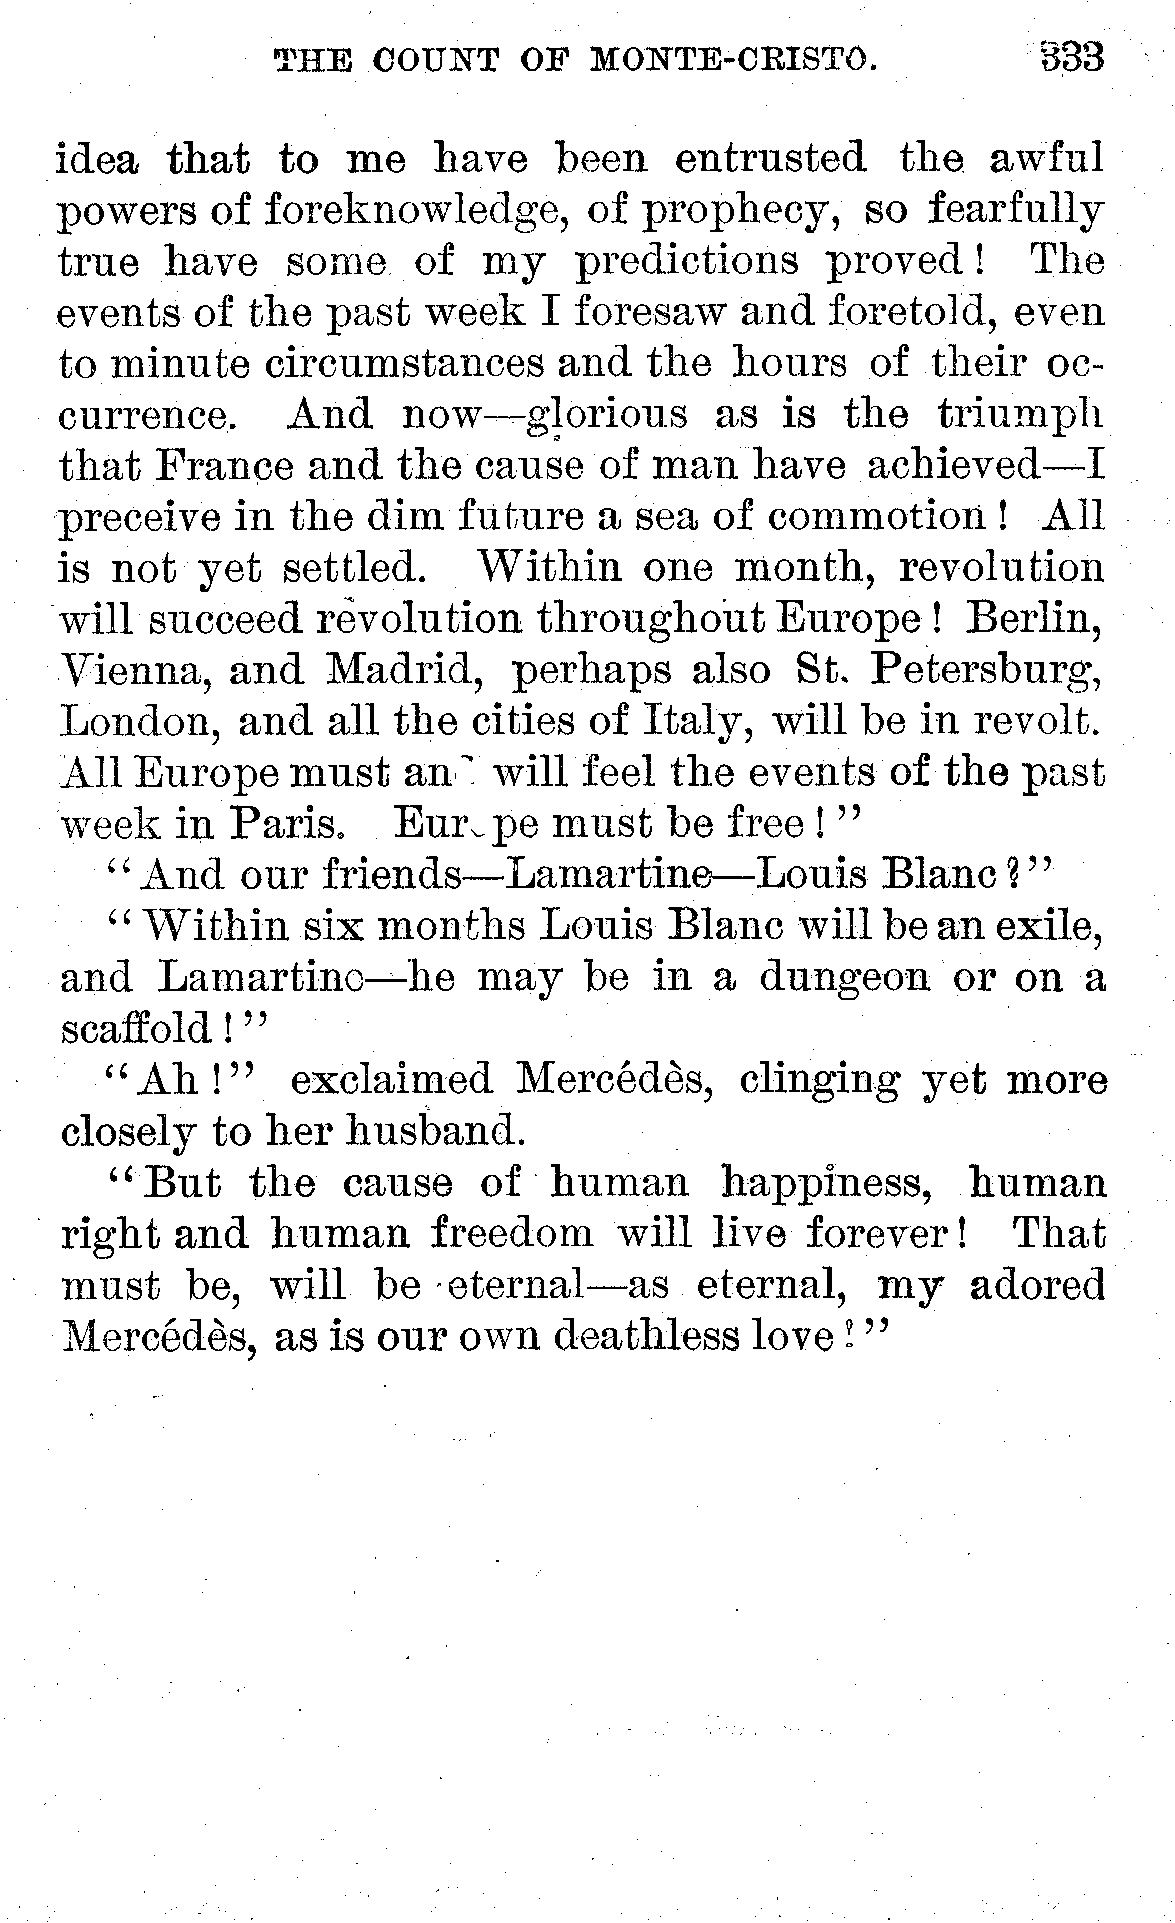 THE COUNT OF MONTE-CRISTO. 333
idea that to me have been entrusted the awful
powers of foreknowledge, of prophecy, so fearfully
true have some of my predictions proved! The
events of the past week I foresaw and foretold, even
to minute circumstances and the hours of their oc-
currence. And now—glorious as is the triumph
that France and the cause of man have achieved—I
preceive in the dim future a sea of commotion! All
is not yet settled. Within one month, revolution
will succeed revolution throughout Europe! Berlin,
Vienna, and Madrid, perhaps also St. Petersburg,
London, and all the cities of Italy, will be in revolt.
All Europe must and will feel the events of the past
week in Paris. Europe must be free!"
"And our friends—Lamartine—Louis Blanc?"
"Within six months Louis Blanc will be an exile,
and Lamartine—he may be in a dungeon or on a
scaffold!"
"Ah!" exclaimed Mercédès, clinging yet more
closely to her husband.
"But the cause of human happiness, human
right and human freedom will live forever! That
must be, will be eternal—as eternal, my adored
Mercédès, as is our own deathless love!"